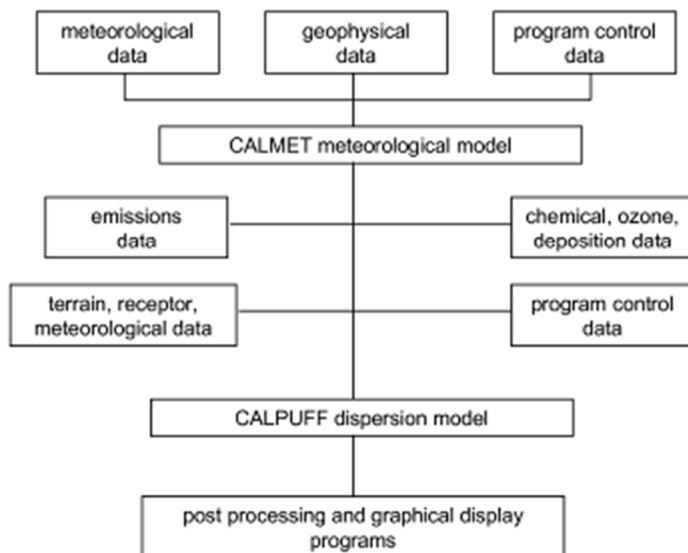 meteorological
data
geophysical
data
program control
data
CALMET meteorological model
emissions
data
chemical, ozone,
deposition data
terrain, receptor,
meteorological data
program control
data
CALPUFF dispersion model
post processing and graphical display
programs